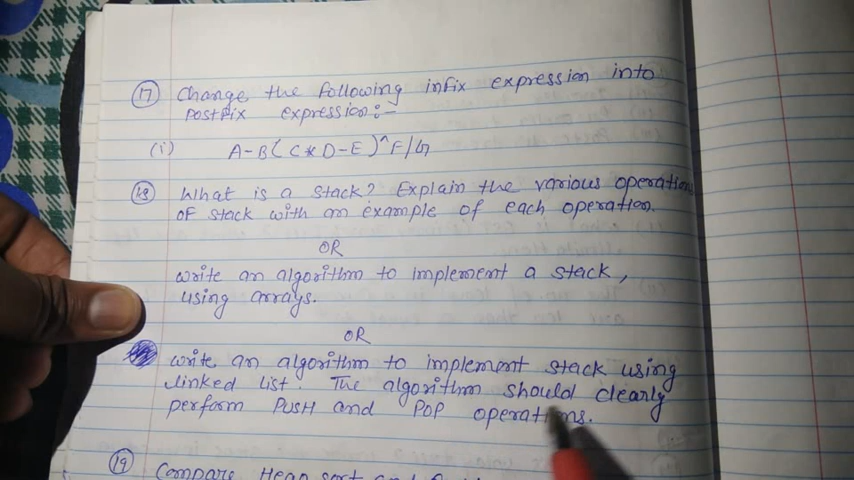 (17) Change the following infix expression into
postfix expression:-
(i) A-B(C*D-E)^F/G
(18) What is a stack? Explain the various operations
of stack with an example of each operation.
OR
write an algorithm to implement a stack,
using arrays.
OR
write an algorithm to implement stack using
linked list. The algorithm should clearly
perform PUSH and POP operations.
(19) Compare Heap sort and